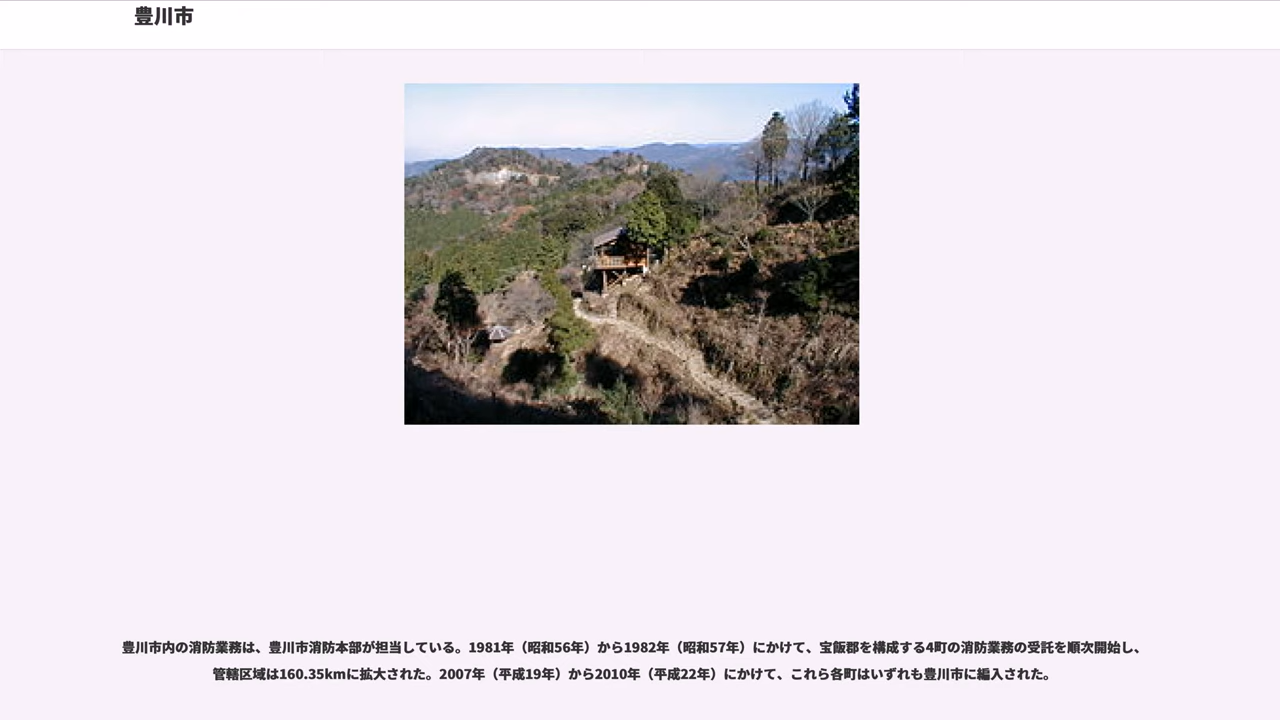 豊川市
豊川市内の消防業務は、豊川市消防本部が担当している。1981年（昭和56年）から1982年（昭和57年）にかけて、宝飯郡を構成する4町の消防業務の受託を順次開始し、
管轄区域は160.35kmに拡大された。2007年（平成19年）から2010年（平成22年）にかけて、これら各町はいずれも豊川市に編入された。